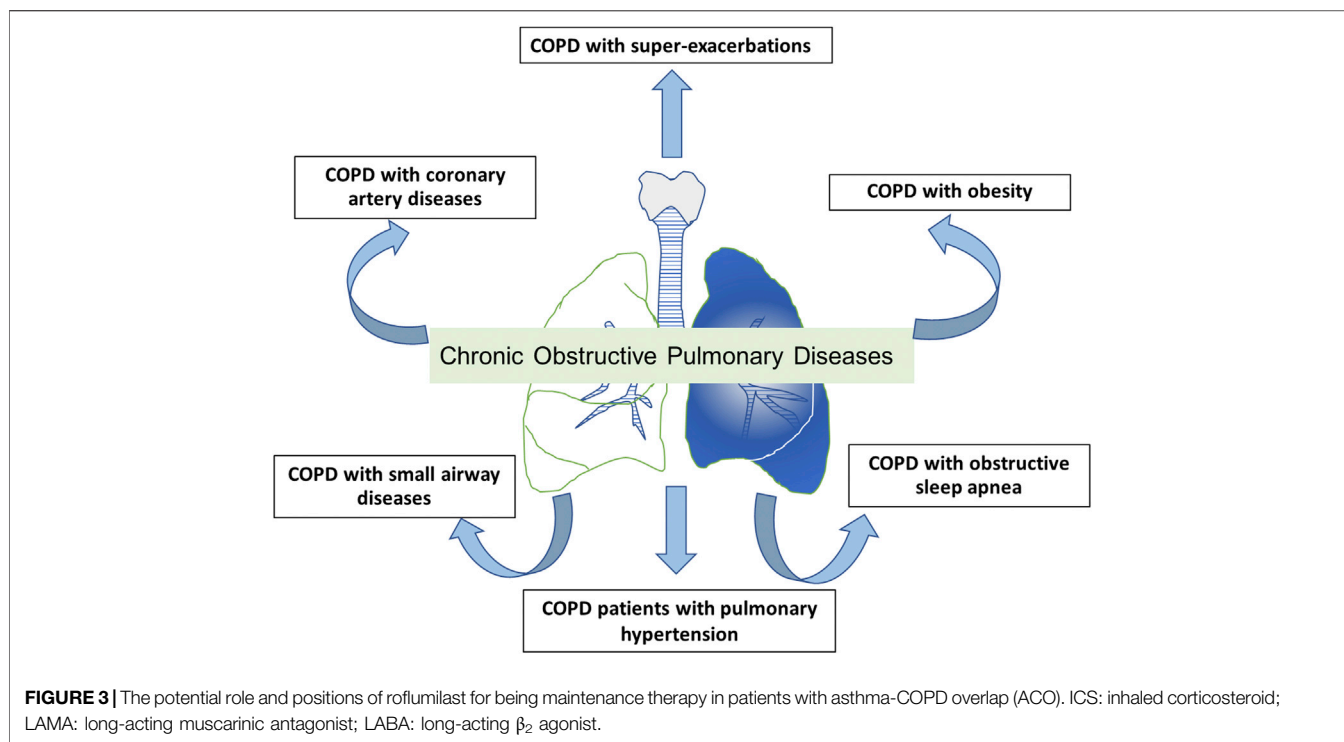 COPD with super-exacerbations
COPD with coronary
artery diseases
COPD with obesity
Chronic Obstructive Pulmonary Diseases
COPD with small airway
diseases
COPD with obstructive
sleep apnea
COPD patients with pulmonary
hypertension
FIGURE 3 | The potential role and positions of roflumilast for being maintenance therapy in patients with asthma-COPD overlap (ACO). ICS: inhaled corticosteroid;
LAMA: long-acting muscarinic antagonist; LABA: long-acting β₂ agonist.